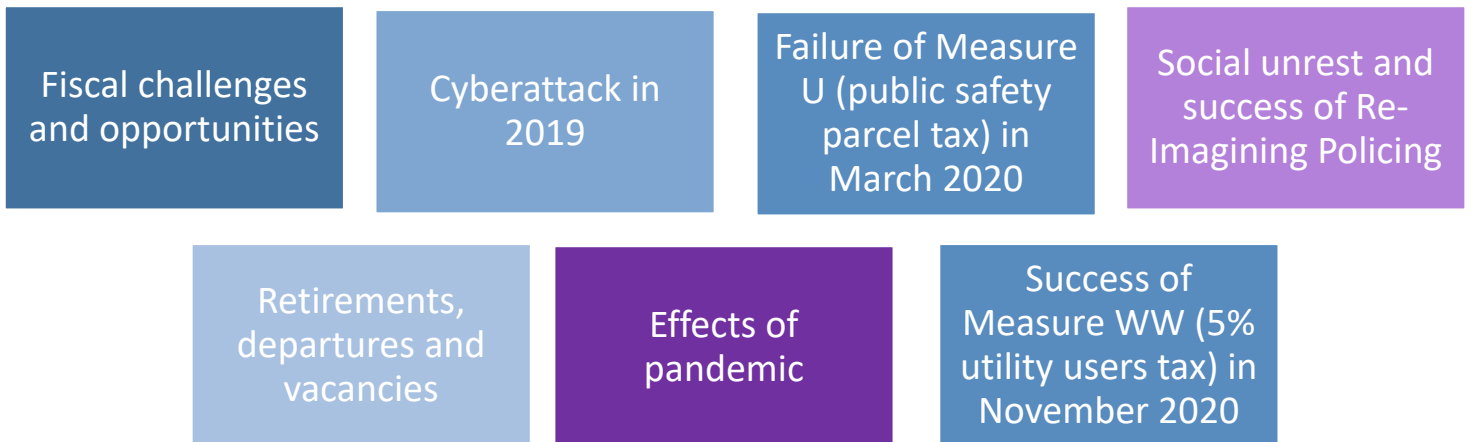 Fiscal challenges
and opportunities
Cyberattack in
2019
Failure of Measure
U (public safety
parcel tax) in
March 2020
Social unrest and
success of Re-
Imagining Policing
Retirements,
departures and
vacancies
Effects of
pandemic
Success of
Measure WW (5%
utility users tax) in
November 2020